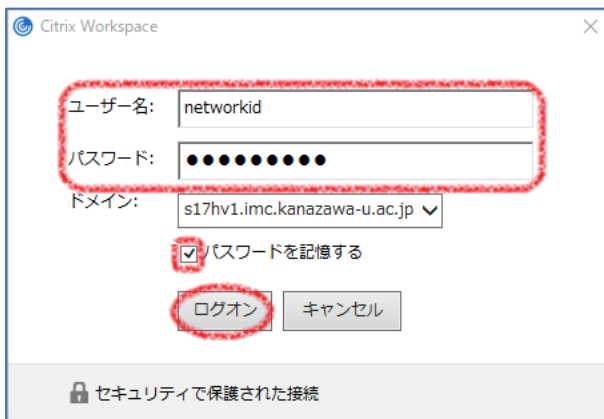 Citrix Workspace
ユーザー名: networkid
パスワード: ●●●●●●●●●
ドメイン: s17hv1.imc.kanazawa-u.ac.jp
パスワードを記憶する
ログオン キャンセル
セキュリティで保護された接続